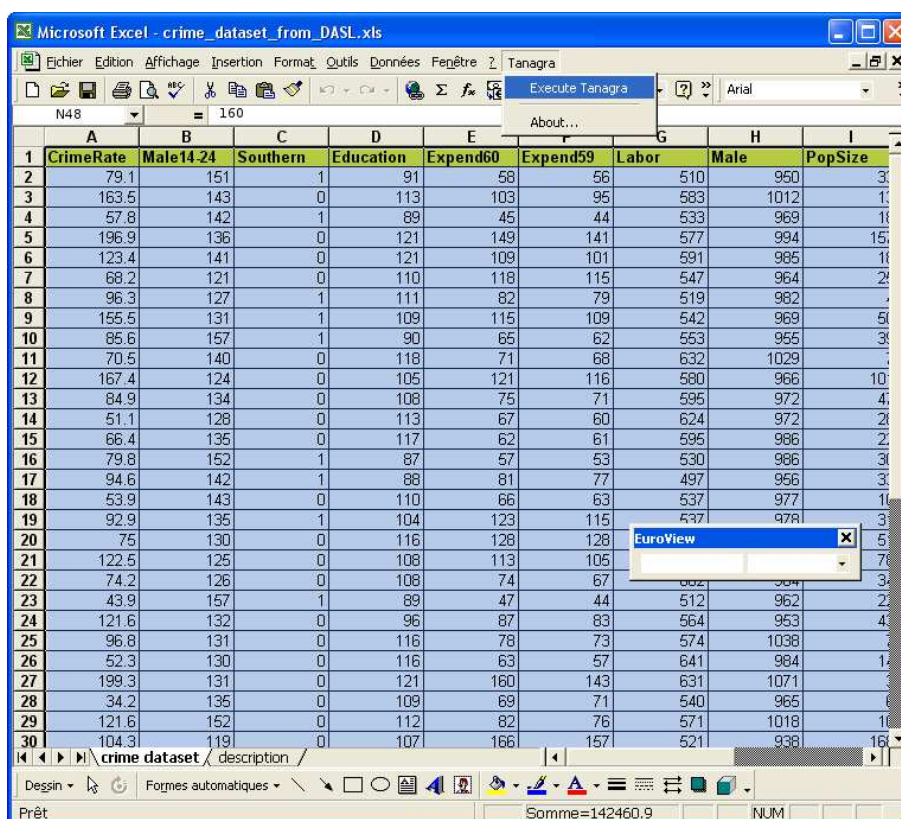 Microsoft Excel - crime_dataset_from_DASL.xls
Fichier Edition Affichage Insertion Format Outils Données Fenêtre ? Tanagra
Arial
Execute Tanagra
About...
N48 = 160
A B C D E F G H I
1 CrimeRate Male14-24 Southern Education Expend60 Expend59 Labor Male PopSize
2 79.1 151 1 91 58 56 510 950
3 163.5 143 0 113 103 95 583 1012
4 57.8 142 1 89 45 44 533 969
5 196.9 136 0 121 149 141 577 994
6 123.4 141 0 121 109 101 591 985
7 68.2 121 0 110 118 115 547 964
8 96.3 127 1 111 82 79 519 982
9 155.5 131 1 109 115 109 542 969
10 85.6 157 1 90 65 62 553 955
11 70.5 140 0 118 71 68 632 1029
12 167.4 124 0 105 121 116 580 966
13 84.9 134 0 108 75 71 595 972
14 51.1 128 0 113 67 60 624 972
15 66.4 135 0 117 62 61 595 986
16 79.8 152 1 87 57 53 530 986
17 94.6 142 1 88 81 77 497 956
18 53.9 143 0 110 66 63 537 977
19 92.9 135 1 104 123 115 537 978
20 75 130 0 116 128 128
EuroView
21 122.5 125 0 108 113 105
22 74.2 126 0 108 74 67
23 43.9 157 1 89 47 44 512 962
24 121.6 132 0 96 87 83 564 953
25 96.8 131 0 116 78 73 574 1038
26 52.3 130 0 116 63 57 641 984
27 199.3 131 0 121 160 143 631 1071
28 34.2 135 0 109 69 71 540 965
29 121.6 152 0 112 82 76 571 1018
30 104.3 119 0 107 166 157 521 938
crime dataset description
Dessin Formes automatiques
Prêt Somme=142460.9 NUM